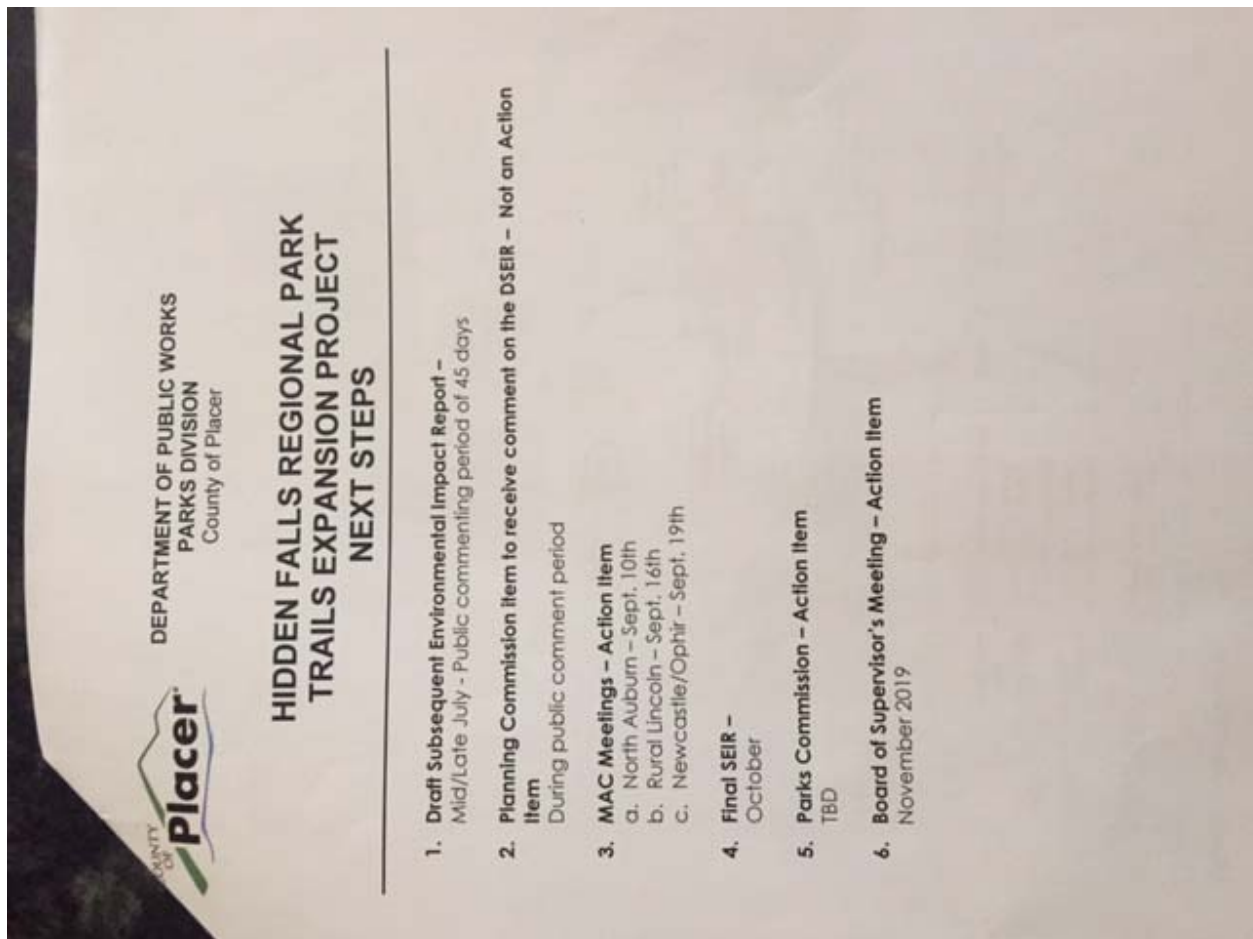 COUNTY
OF
Placer
DEPARTMENT OF PUBLIC WORKS
PARKS DIVISION
County of Placer
HIDDEN FALLS REGIONAL PARK
TRAILS EXPANSION PROJECT
NEXT STEPS
1. Draft Subsequent Environmental Impact Report –
Mid/Late July - Public commenting period of 45 days
2. Planning Commission Item to receive comment on the DSEIR – Not an Action
Item
During public comment period
3. MAC Meetings – Action Item
a. North Auburn – Sept. 10th
b. Rural Lincoln – Sept. 16th
c. Newcastle/Ophir – Sept. 19th
4. Final SEIR –
October
5. Parks Commission – Action Item
TBD
6. Board of Supervisor's Meeting – Action Item
November 2019